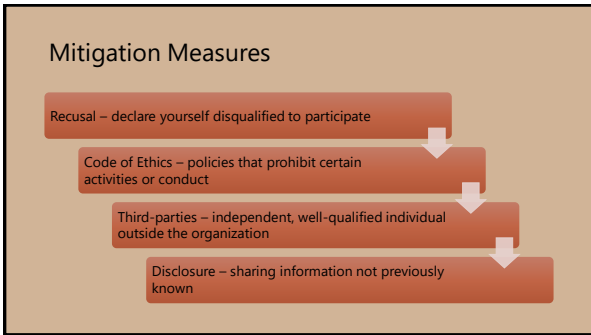 Mitigation Measures
Recusal – declare yourself disqualified to participate
Code of Ethics – policies that prohibit certain
activities or conduct
Third-parties – independent, well-qualified individual
outside the organization
Disclosure – sharing information not previously
known